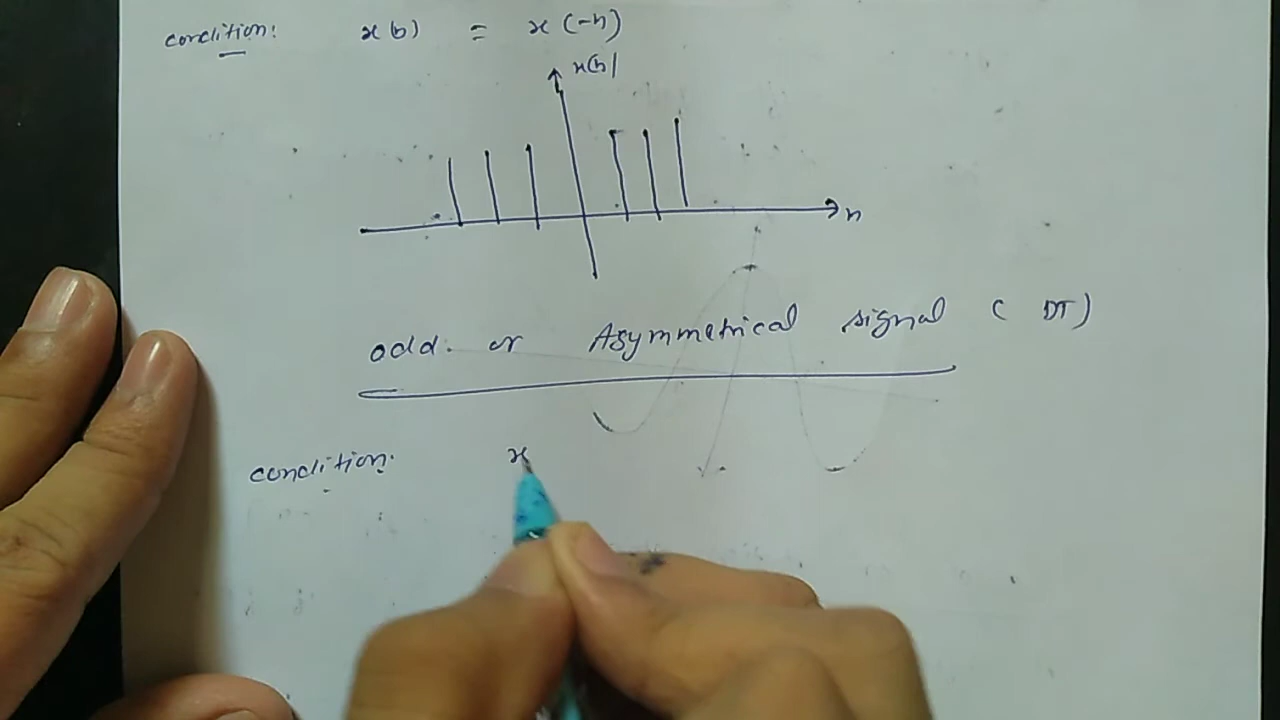 condition: x(n) = x(-n)
x(n)
n
odd. or Asymmetrical signal ( DT)
condition. x